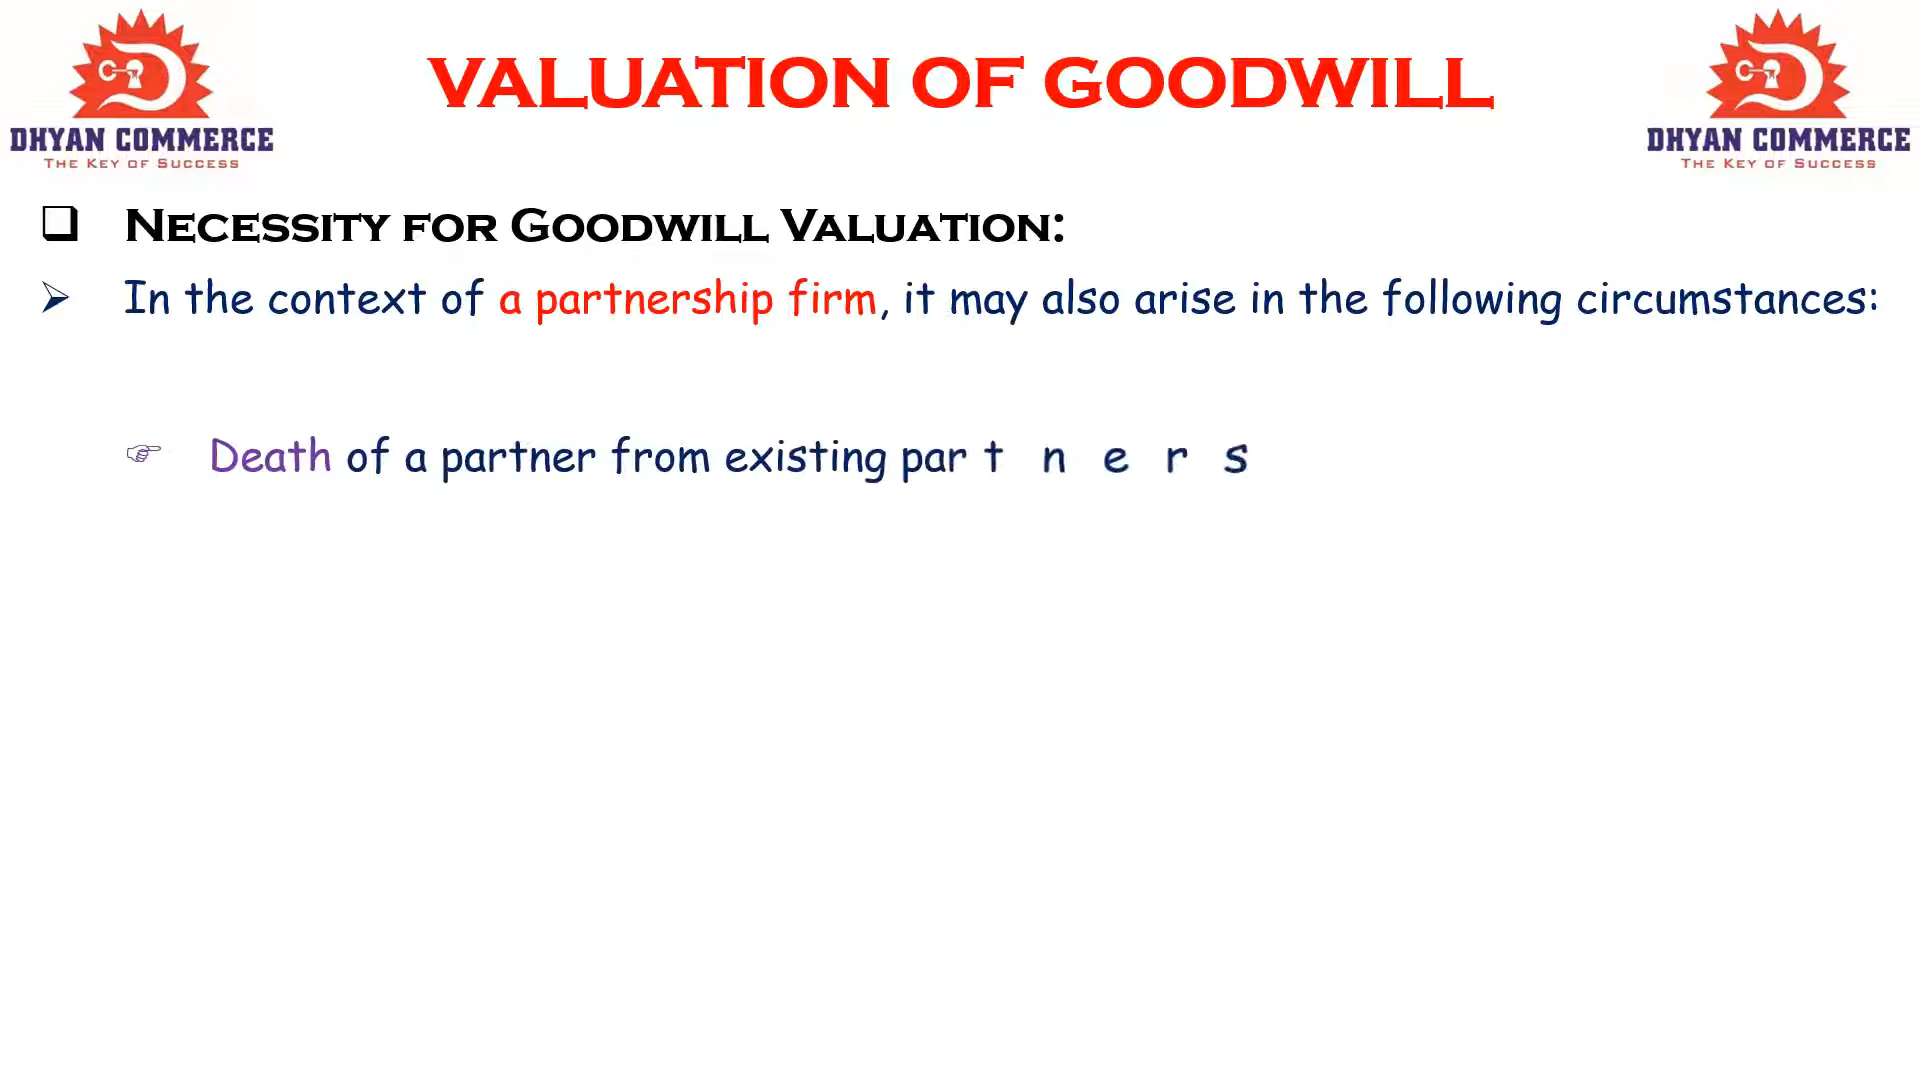 VALUATION OF GOODWILL
DHYAN COMMERCE
THE KEY OF SUCCESS
DHYAN COMMERCE
THE KEY OF SUCCESS
NECESSITY FOR GOODWILL VALUATION:
In the context of a partnership firm, it may also arise in the following circumstances:
Death of a partner from existing partners